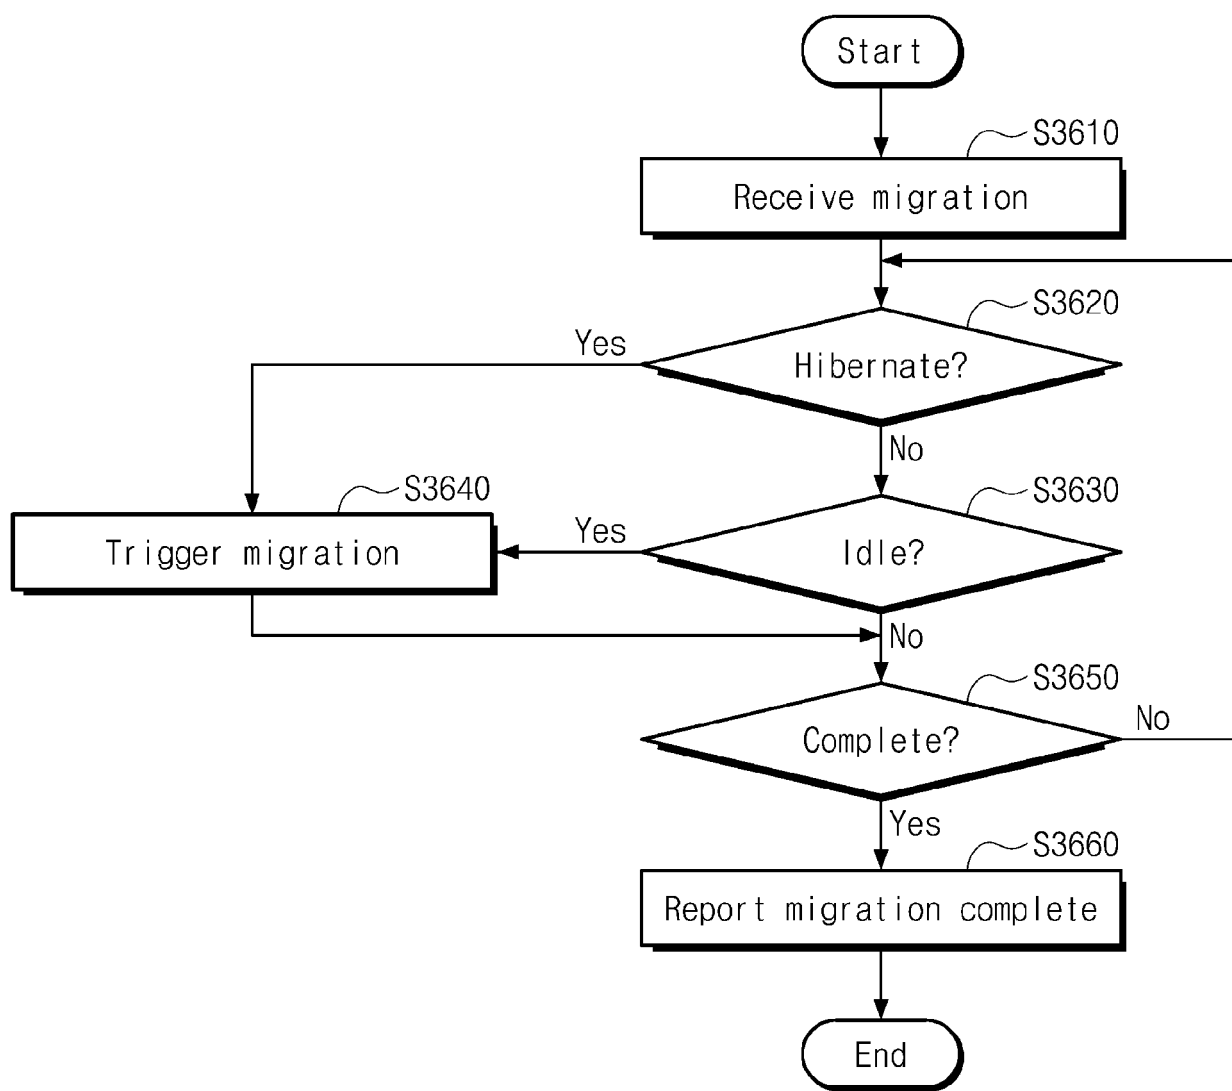 Start
S3610
Receive migration
S3620
Yes
Hibernate?
No
S3640
S3630
Trigger migration
Yes
Idle?
No
S3650
Complete?
No
Yes
S3660
Report migration complete
End